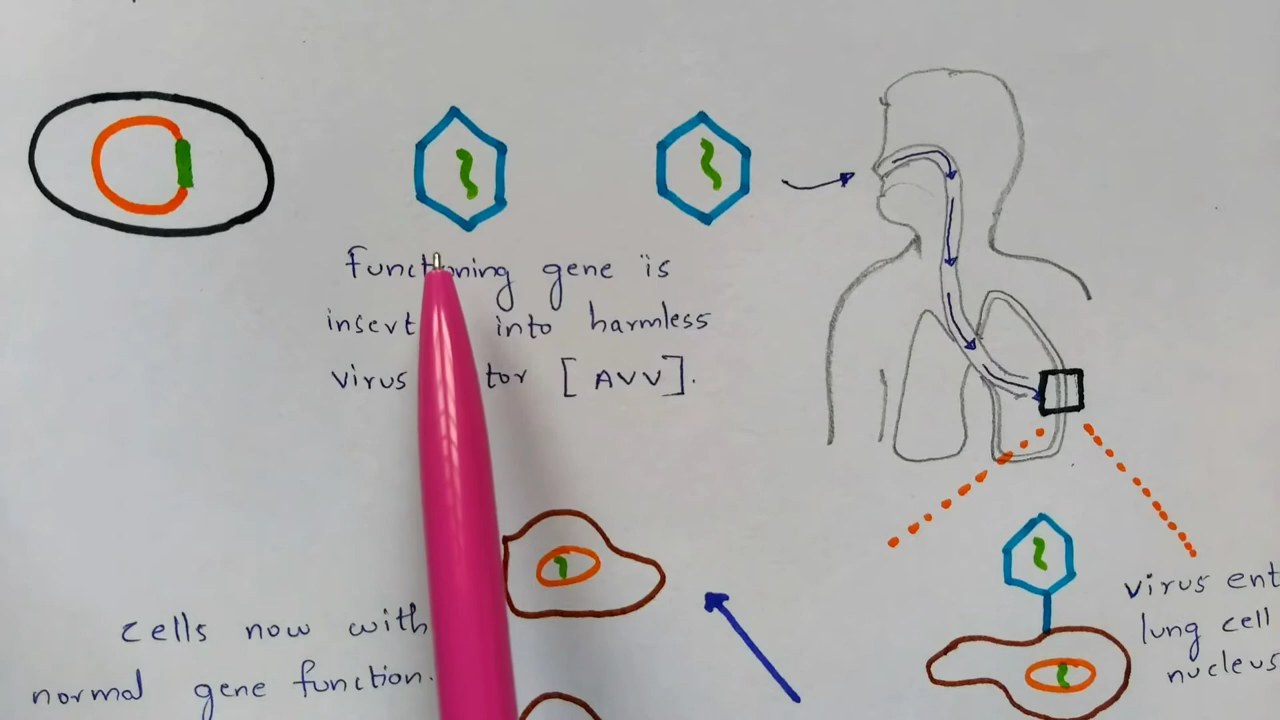 Functioning gene is
insert into harmless
virus tor [AVV].
virus ent
lung cell
nucleus
Cells now with
normal gene function.